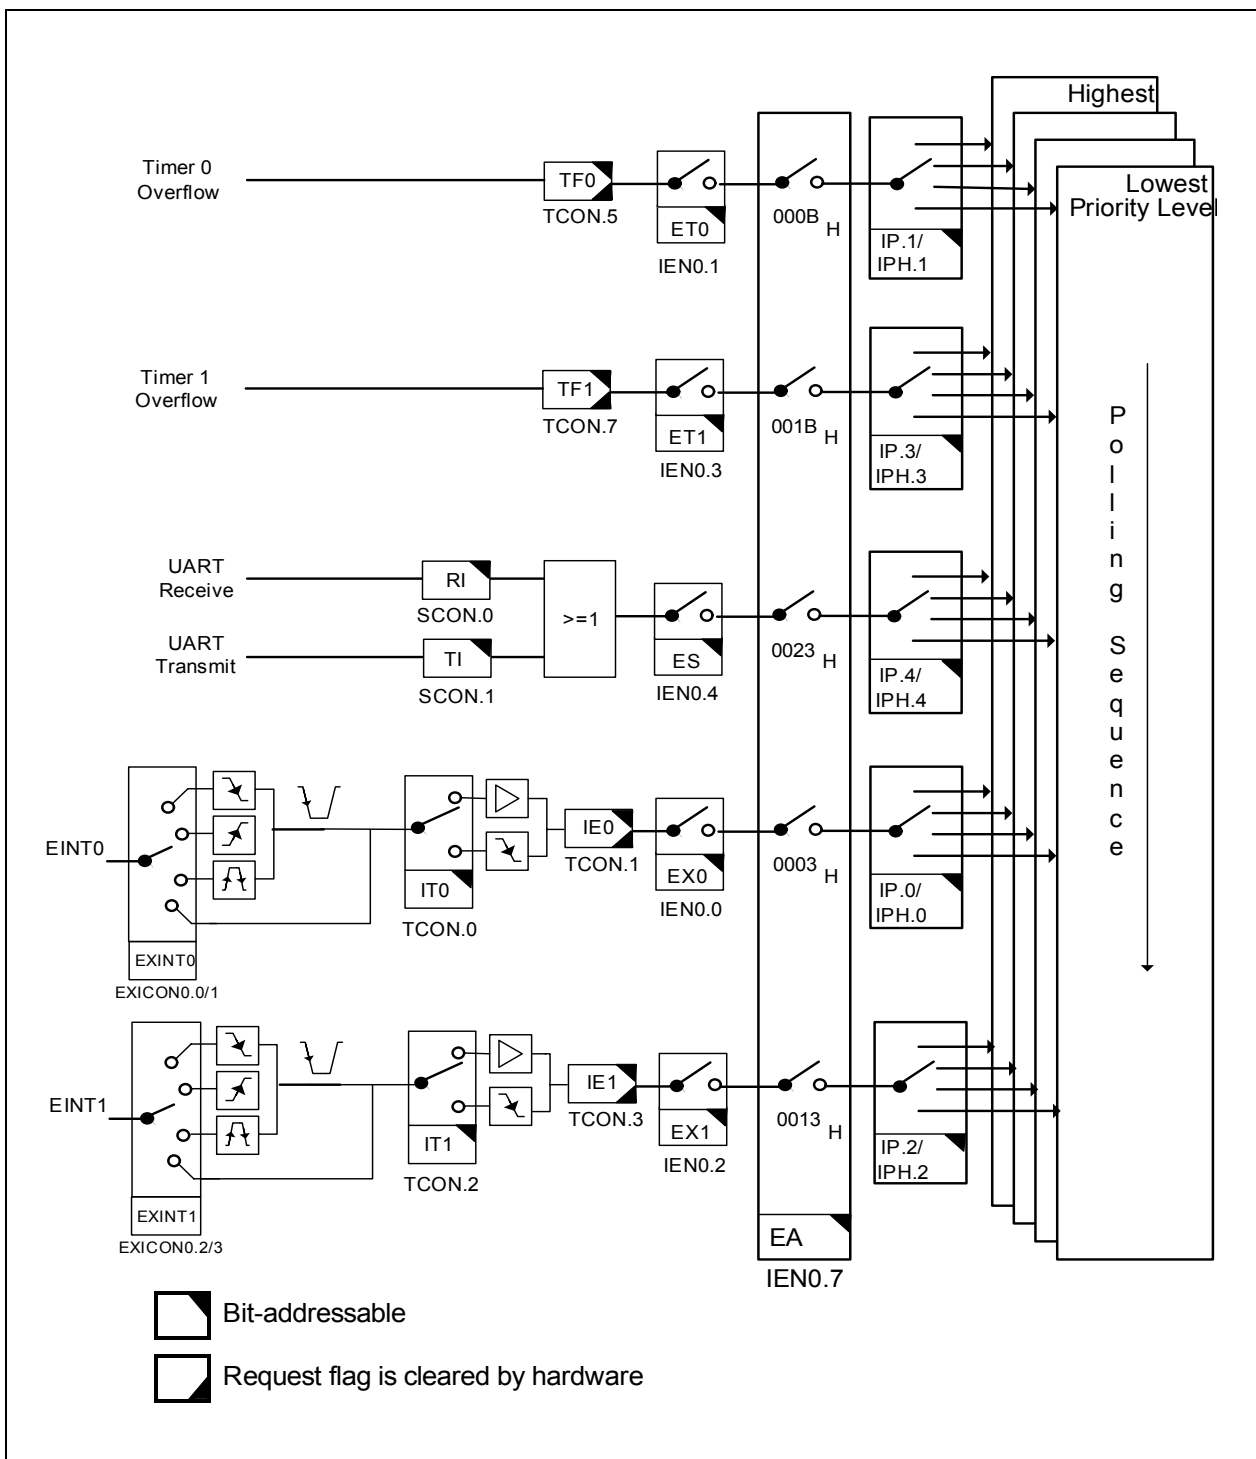 Highest
Lowest
Priority Level
Timer 0
Overflow
TF0
TCON.5
ET0
IEN0.1
000B H
IP.1/
IPH.1
Timer 1
Overflow
TF1
TCON.7
ET1
IEN0.3
001B H
IP.3/
IPH.3
Polling Sequence
UART
Receive
RI
SCON.0
>=1
UART
Transmit
TI
SCON.1
ES
IEN0.4
0023 H
IP.4/
IPH.4
EINT0
EXINT0
EXICON0.0/1
IT0
TCON.0
IE0
TCON.1
EX0
IEN0.0
0003 H
IP.0/
IPH.0
EINT1
EXINT1
EXICON0.2/3
IT1
TCON.2
IE1
TCON.3
EX1
IEN0.2
0013 H
IP.2/
IPH.2
EA
IEN0.7
Bit-addressable
Request flag is cleared by hardware